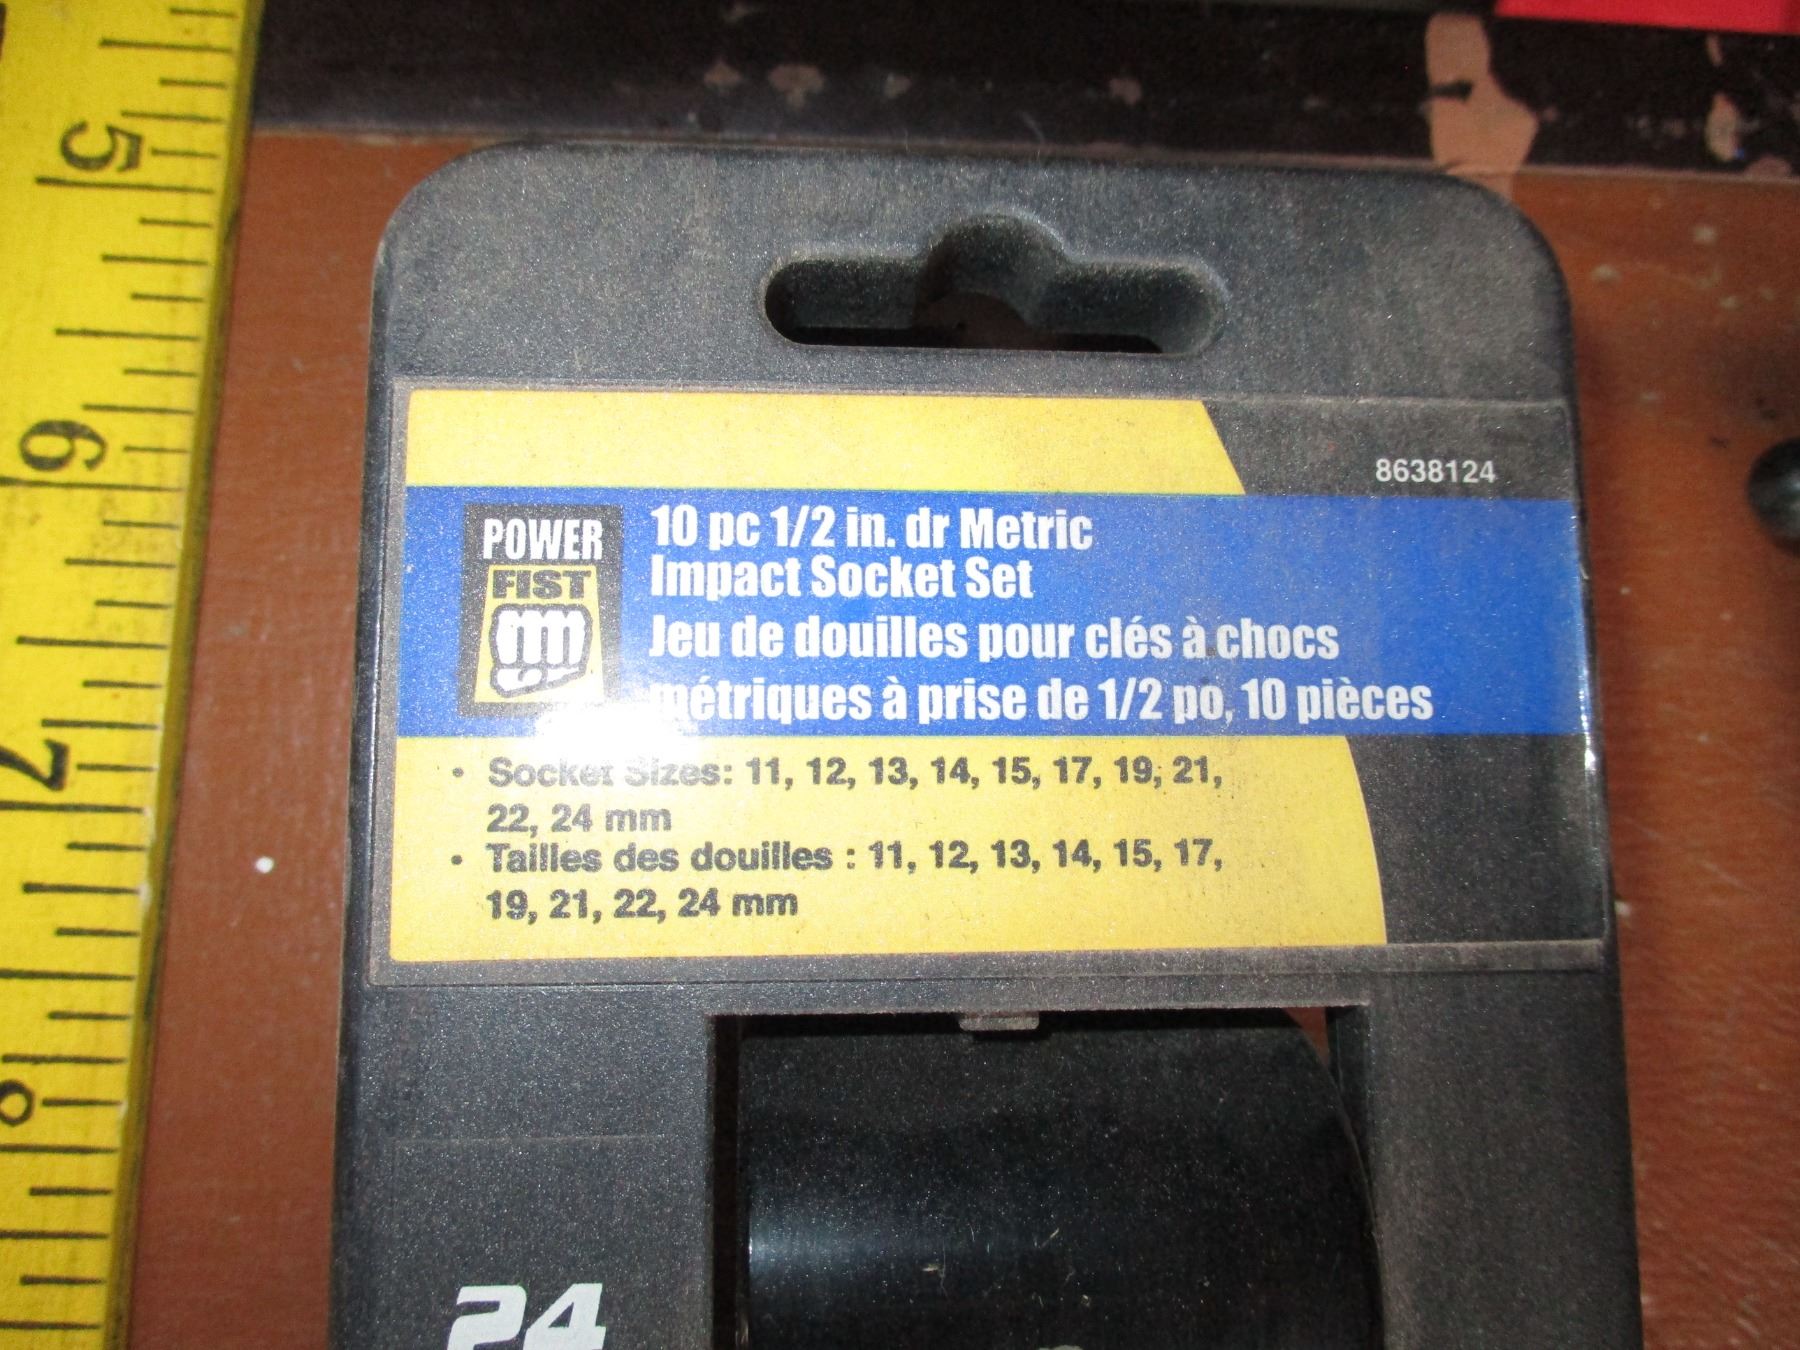 5
6
7
8
8638124
POWER
FIST
10 pc 1/2 in. dr Metric
Impact Socket Set
Jeu de douilles pour clés à chocs
métriques à prise de 1/2 po, 10 pièces
• Socket Sizes: 11, 12, 13, 14, 15, 17, 19, 21,
22, 24 mm
• Tailles des douilles : 11, 12, 13, 14, 15, 17,
19, 21, 22, 24 mm
24